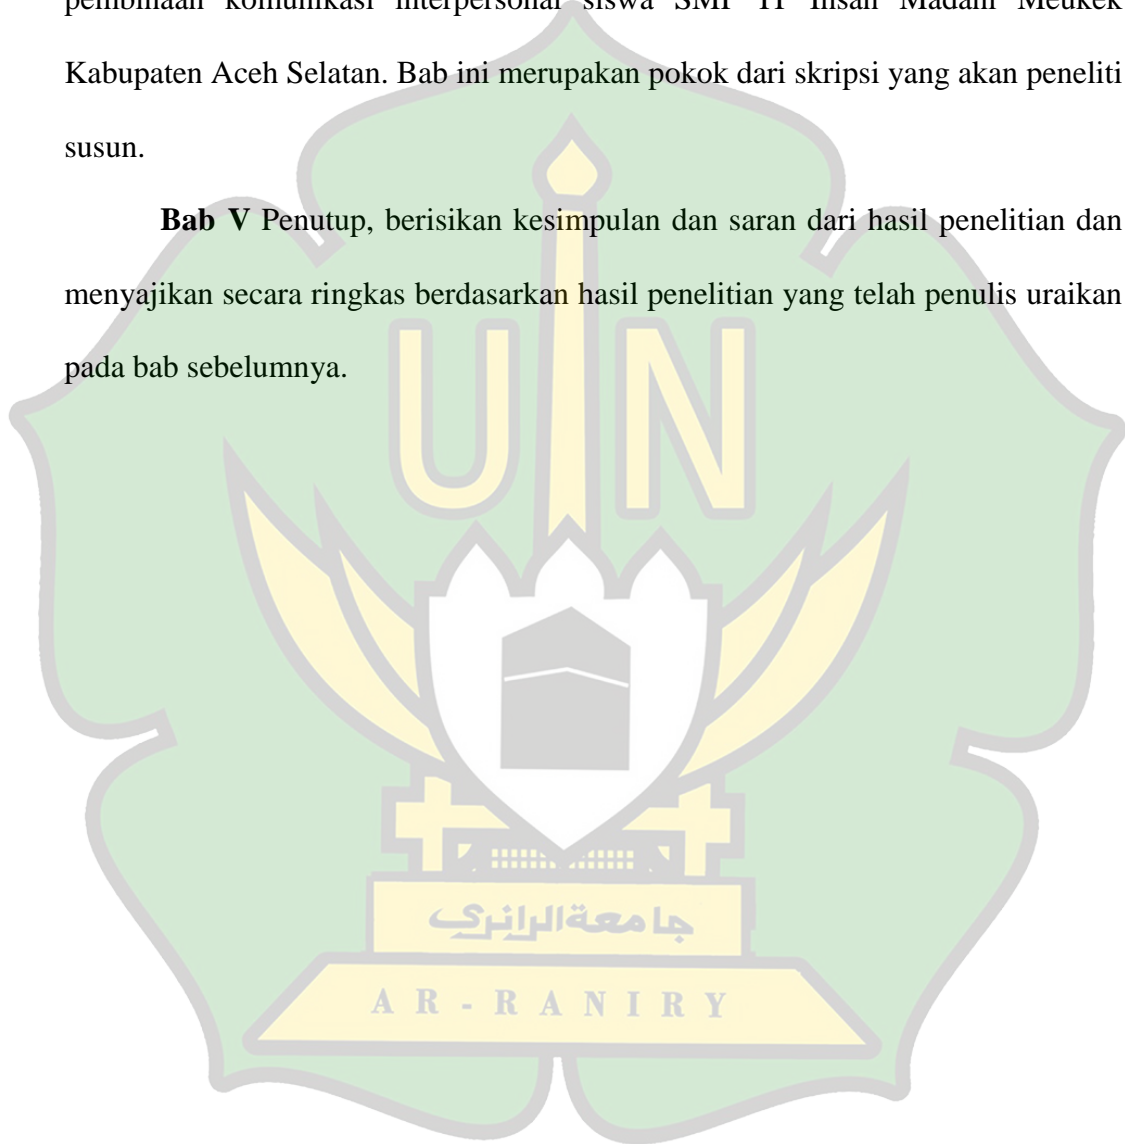 pembinaan komunikasi interpersonal siswa SMP IT Insan Madani Meukek
Kabupaten Aceh Selatan. Bab ini merupakan pokok dari skripsi yang akan peneliti
susun.
Bab V Penutup, berisikan kesimpulan dan saran dari hasil penelitian dan
menyajikan secara ringkas berdasarkan hasil penelitian yang telah penulis uraikan
pada bab sebelumnya.
UIN
جامعة الرانري
AR-RANIRY